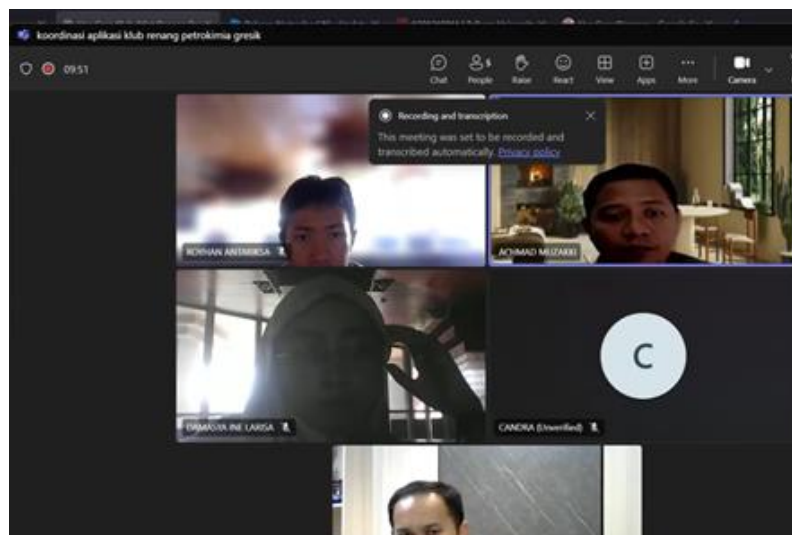 koordinasi aplikasi klub renang petrokimia gresik
09:51
5
Chat
People
Raise
React
View
Apps
More
Camera
Recording and transcription
This meeting was set to be recorded and
transcribed automatically. Privacy policy
ROYHAN ANTARIKSA
ACHMAD MUZAKKI
DAMASYA INE LARISA
C
CANDRA (Unverified)